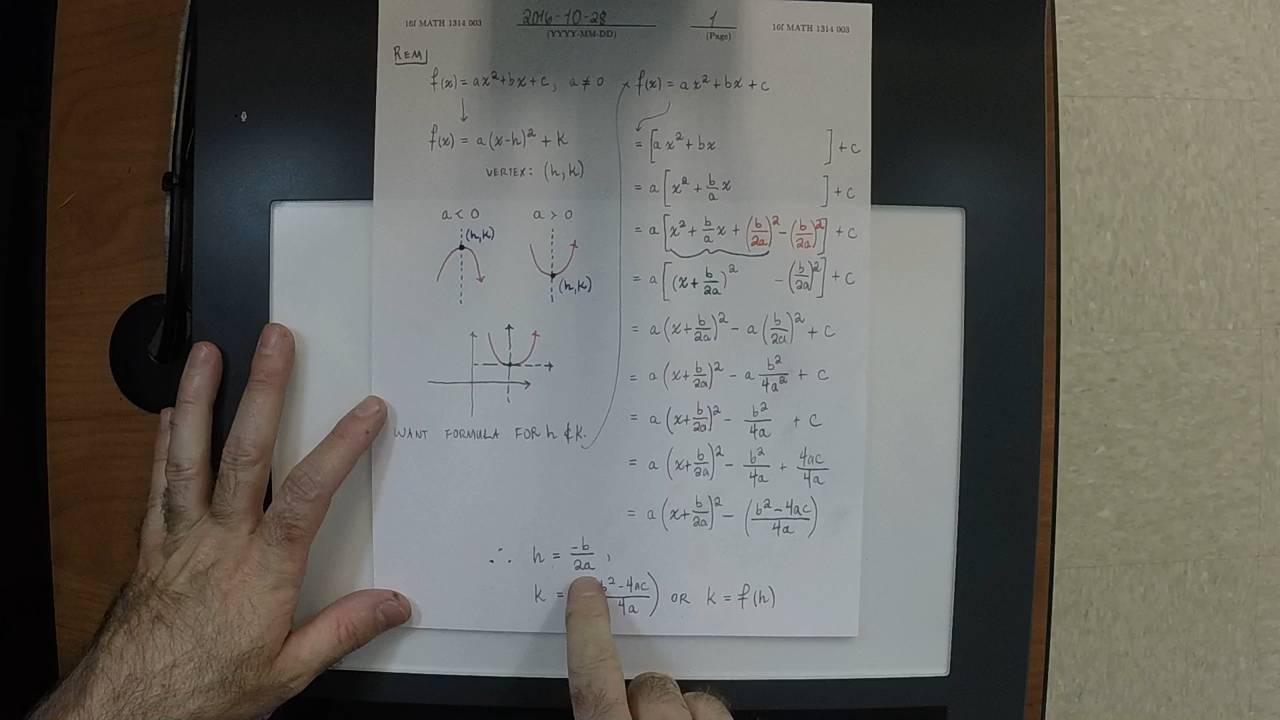 16f MATH 1314 003
2016-10-28
(YYYY-MM-DD)
1
(Page)
16f MATH 1314 003
REM
f(x) = ax²+bx+c, a ≠ 0
f(x) = a(x-h)² + k
VERTEX: (h,k)
a < 0
a > 0
(h,k)
(h,k)
WANT FORMULA FOR h & k.
f(x) = ax²+bx+c
= [ax²+bx ]+c
= a[x²+b/a x ]+c
= a[x²+b/a x+(b/2a)²-(b/2a)²]+c
= a[(x+b/2a)² -(b/2a)²]+c
= a(x+b/2a)² - a(b/2a)² + c
= a(x+b/2a)² - a b²/4a² + c
= a(x+b/2a)² - b²/4a + c
= a(x+b/2a)² - b²/4a + 4ac/4a
= a(x+b/2a)² - (b²-4ac/4a)
∴ h = -b/2a,
k = b²-4ac/4a) OR k = f(h)